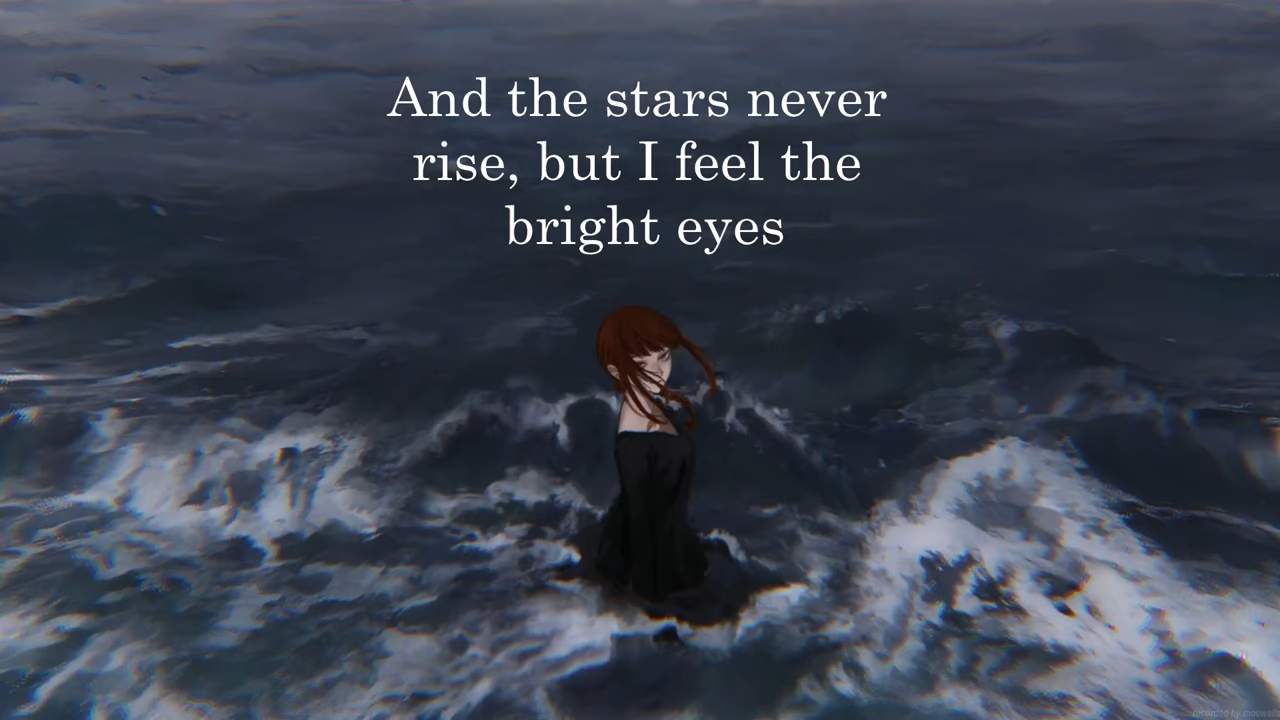 And the stars never
rise, but I feel the
bright eyes